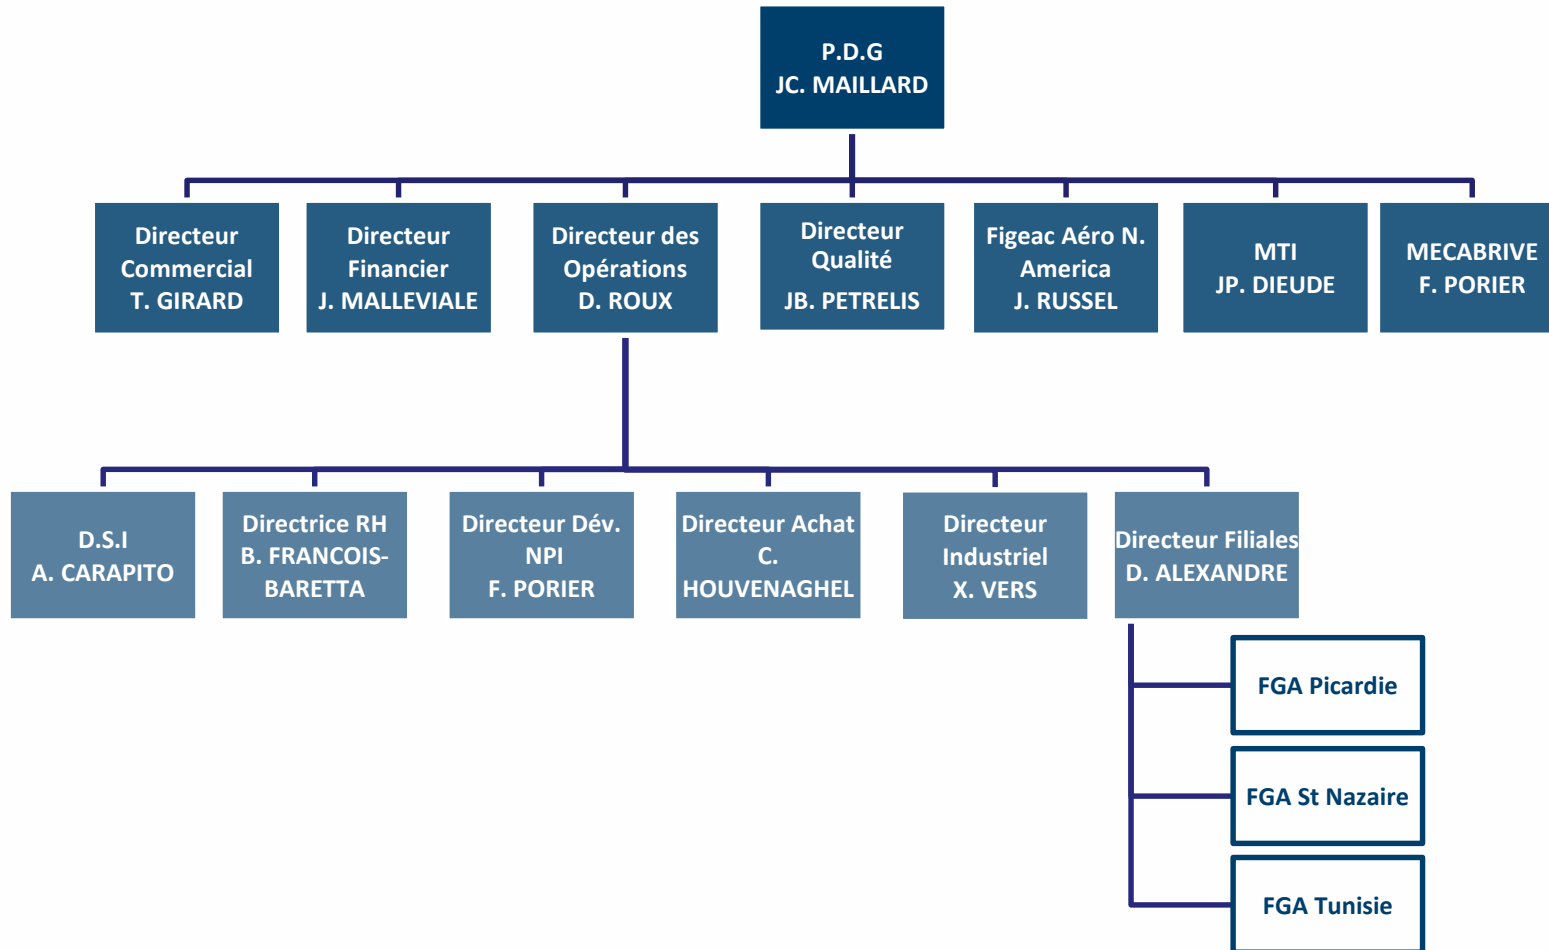 P.D.G
JC. MAILLARD
Directeur
Commercial
T. GIRARD
Directeur
Financier
J. MALLEVIALE
Directeur des
Opérations
D. ROUX
Directeur
Qualité
JB. PETRELIS
Figeac Aéro N.
America
J. RUSSEL
MTI
JP. DIEUDE
MECABRIVE
F. PORIER
D.S.I
A. CARAPITO
Directrice RH
B. FRANCOIS-
BARETTA
Directeur Dév.
NPI
F. PORIER
Directeur Achat
C.
HOUVENAGHEL
Directeur
Industriel
X. VERS
Directeur Filiales
D. ALEXANDRE
FGA Picardie
FGA St Nazaire
FGA Tunisie